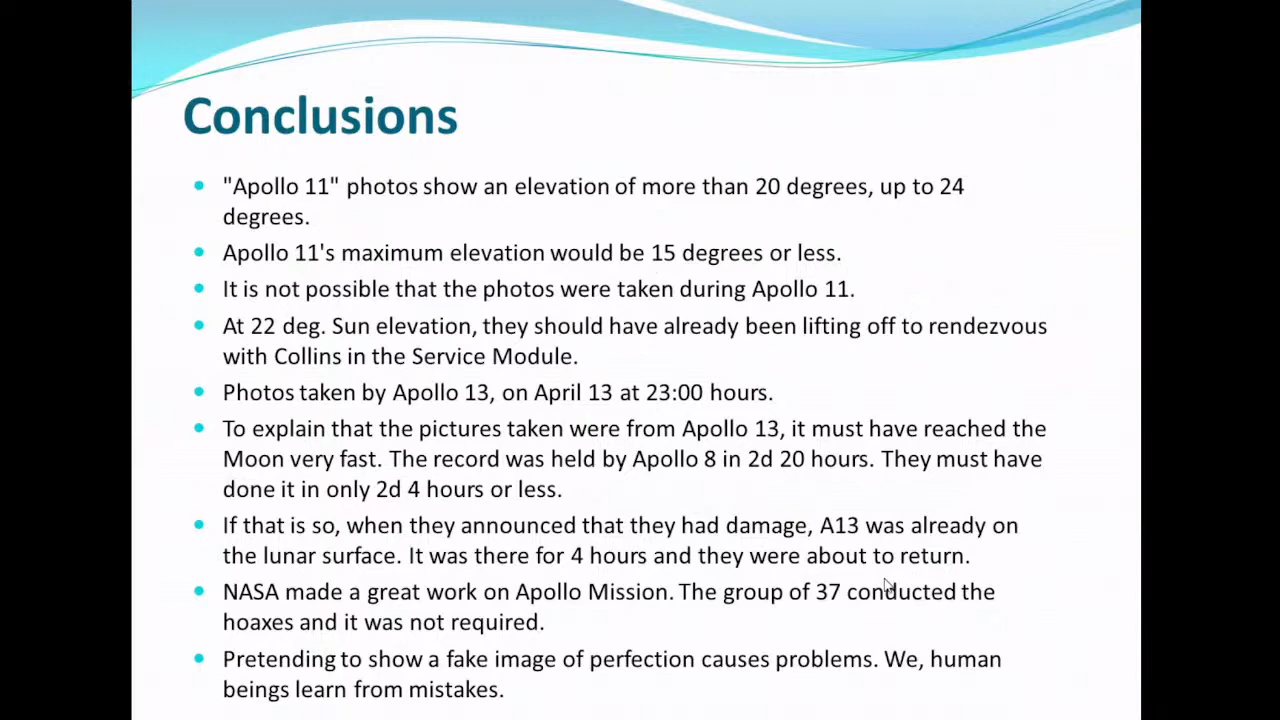 Conclusions
"Apollo 11" photos show an elevation of more than 20 degrees, up to 24
degrees.
Apollo 11's maximum elevation would be 15 degrees or less.
It is not possible that the photos were taken during Apollo 11.
At 22 deg. Sun elevation, they should have already been lifting off to rendezvous
with Collins in the Service Module.
Photos taken by Apollo 13, on April 13 at 23:00 hours.
To explain that the pictures taken were from Apollo 13, it must have reached the
Moon very fast. The record was held by Apollo 8 in 2d 20 hours. They must have
done it in only 2d 4 hours or less.
If that is so, when they announced that they had damage, A13 was already on
the lunar surface. It was there for 4 hours and they were about to return.
NASA made a great work on Apollo Mission. The group of 37 conducted the
hoaxes and it was not required.
Pretending to show a fake image of perfection causes problems. We, human
beings learn from mistakes.